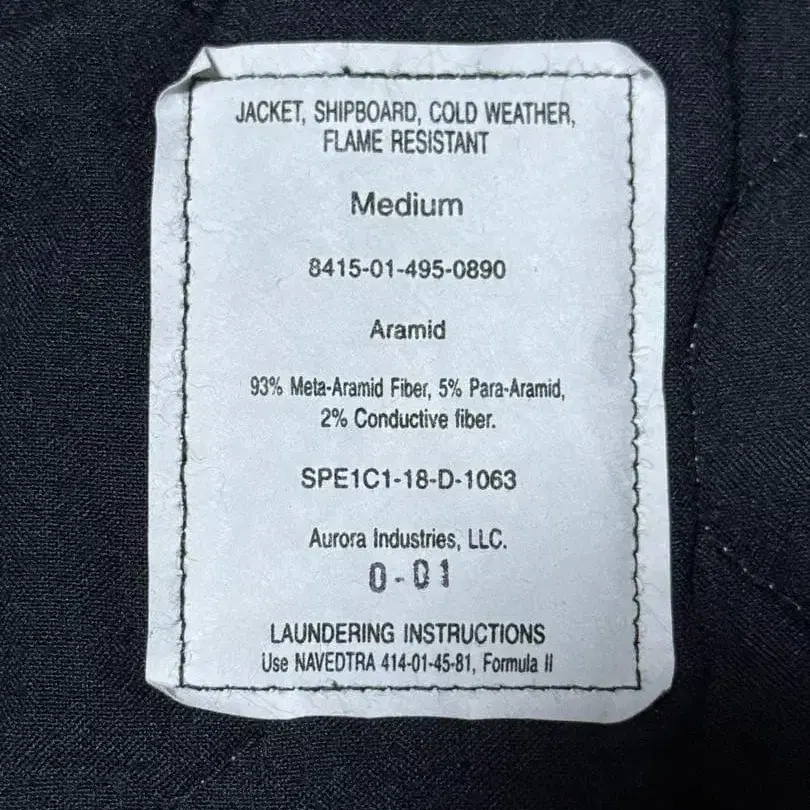 JACKET, SHIPBOARD, COLD WEATHER,
FLAME RESISTANT
Medium
8415-01-495-0890
Aramid
93% Meta-Aramid Fiber, 5% Para-Aramid,
2% Conductive fiber.
SPE1C1-18-D-1063
Aurora Industries, LLC.
0-01
LAUNDERING INSTRUCTIONS
Use NAVEDTRA 414-01-45-81, Formula II